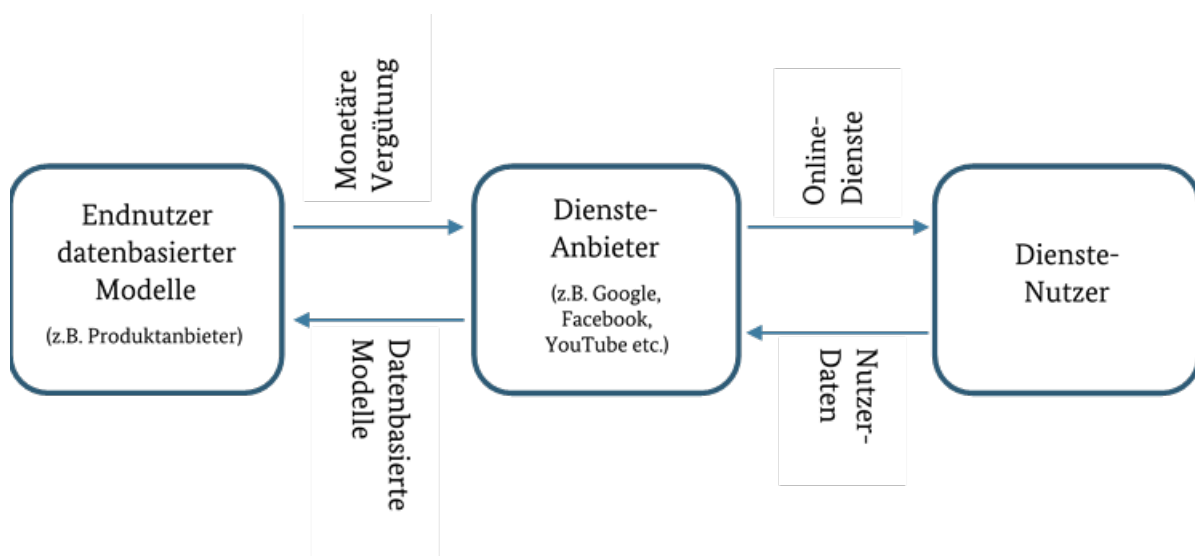 Monetäre
Vergütung
Online-
Dienste
Endnutzer
datenbasierter
Modelle
(z.B. Produktanbieter)
Dienste-
Anbieter
(z.B. Google,
Facebook,
YouTube etc.)
Dienste-
Nutzer
Datenbasierte
Modelle
Nutzer-
Daten